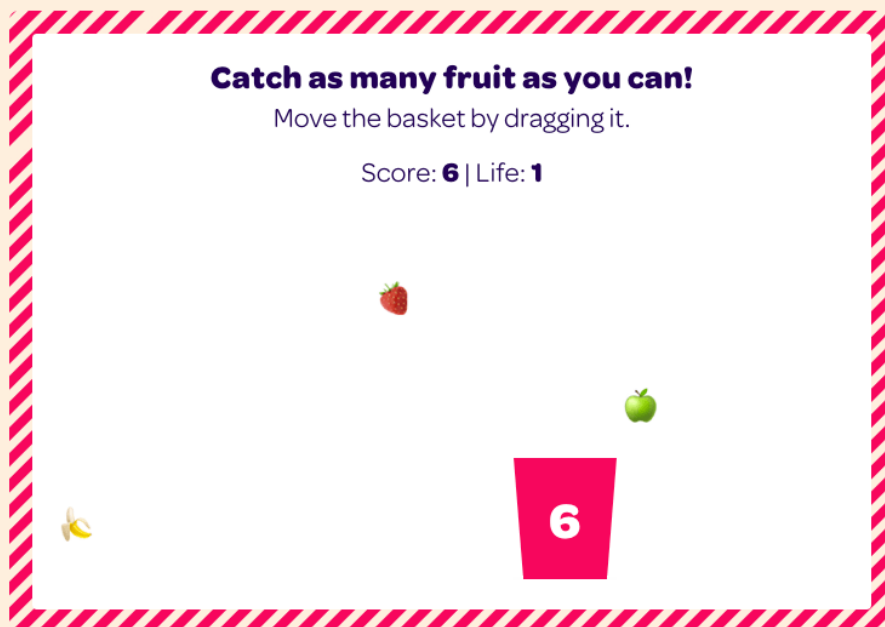 Catch as many fruit as you can!
Move the basket by dragging it.
Score: 6 | Life: 1
6